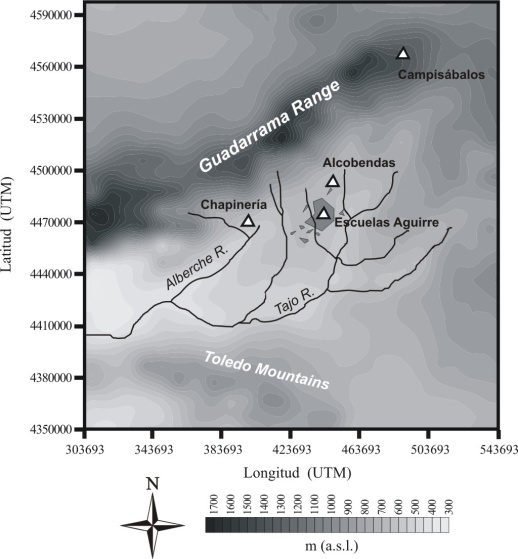 4590000
4560000
4530000
4500000
4470000
4440000
4410000
4380000
4350000
Latitud (UTM)
Campisábalos
Guadarrama Range
Alcobendas
Chapinería
Escuelas Aguirre
Alberche R.
Tajo R.
Toledo Mountains
303693 343693 383693 423693 463693 503693 543693
Longitud (UTM)
N
1700 1600 1500 1400 1300 1200 1100 1000 900 800 700 600 500 400 300
m (a.s.l.)